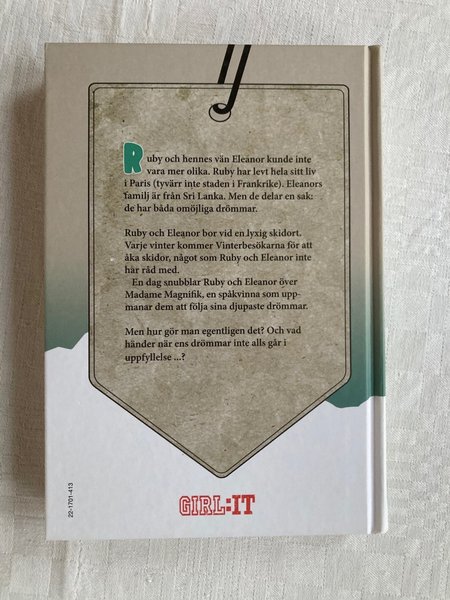 Ruby och hennes vän Eleanor kunde inte
vara mer olika. Ruby har levt hela sitt liv
i Paris (tyvärr inte staden i Frankrike). Eleanors
familj är från Sri Lanka. Men de delar en sak:
de har båda omöjliga drömmar.
Ruby och Eleanor bor vid en lyxig skidort.
Varje vinter kommer Vinterbesökarna för att
åka skidor, något som Ruby och Eleanor inte
har råd med.
En dag snubblar Ruby och Eleanor över
Madame Magnifik, en spåkvinna som upp-
manar dem att följa sina djupaste drömmar.
Men hur gör man egentligen det? Och vad
händer när ens drömmar inte alls går i
uppfyllelse ...?
GIRL:IT
22-1701-413